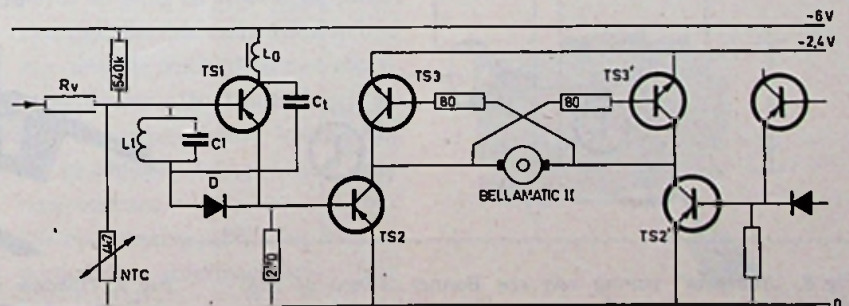 -6V
-2,4V
540k
L0
TS1
TS3
TS3'
Rv
Ct
80
80
L1
C1
D
BELLAMATIC II
TS2
TS2'
4k7
NTC
0